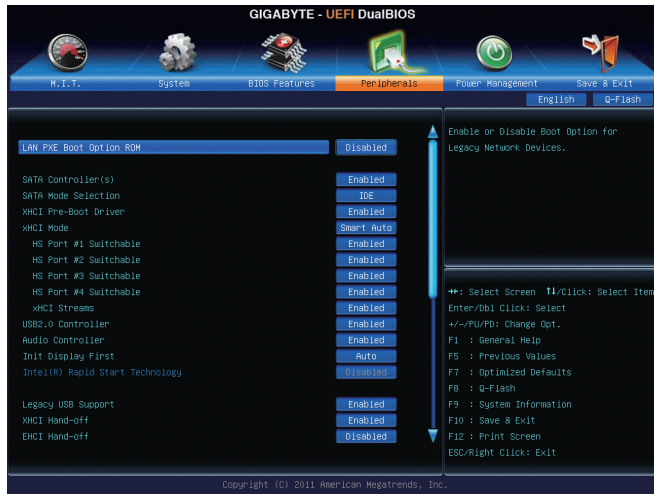 GIGABYTE - UEFI DualBIOS
M.I.T. System BIOS Features Peripherals Power Management Save & Exit
English Q-Flash
LAN PXE Boot Option ROM Disabled
SATA Controller(s) Enabled
SATA Mode Selection IDE
XHCI Pre-Boot Driver Enabled
xHCI Mode Smart Auto
HS Port #1 Switchable Enabled
HS Port #2 Switchable Enabled
HS Port #3 Switchable Enabled
HS Port #4 Switchable Enabled
xHCI Streams Enabled
USB2.0 Controller Enabled
Audio Controller Enabled
Init Display First Auto
Intel(R) Rapid Start Technology Disabled
Legacy USB Support Enabled
XHCI Hand-off Enabled
EHCI Hand-off Disabled
Enable or Disable Boot Option for
Legacy Network Devices.
→←: Select Screen ↑↓/Click: Select Item
Enter/Dbl Click: Select
+/-/PU/PD: Change Opt.
F1 : General Help
F5 : Previous Values
F7 : Optimized Defaults
F8 : Q-Flash
F9 : System Information
F10 : Save & Exit
F12 : Print Screen
ESC/Right Click: Exit
Copyright (C) 2011 American Megatrends, Inc.